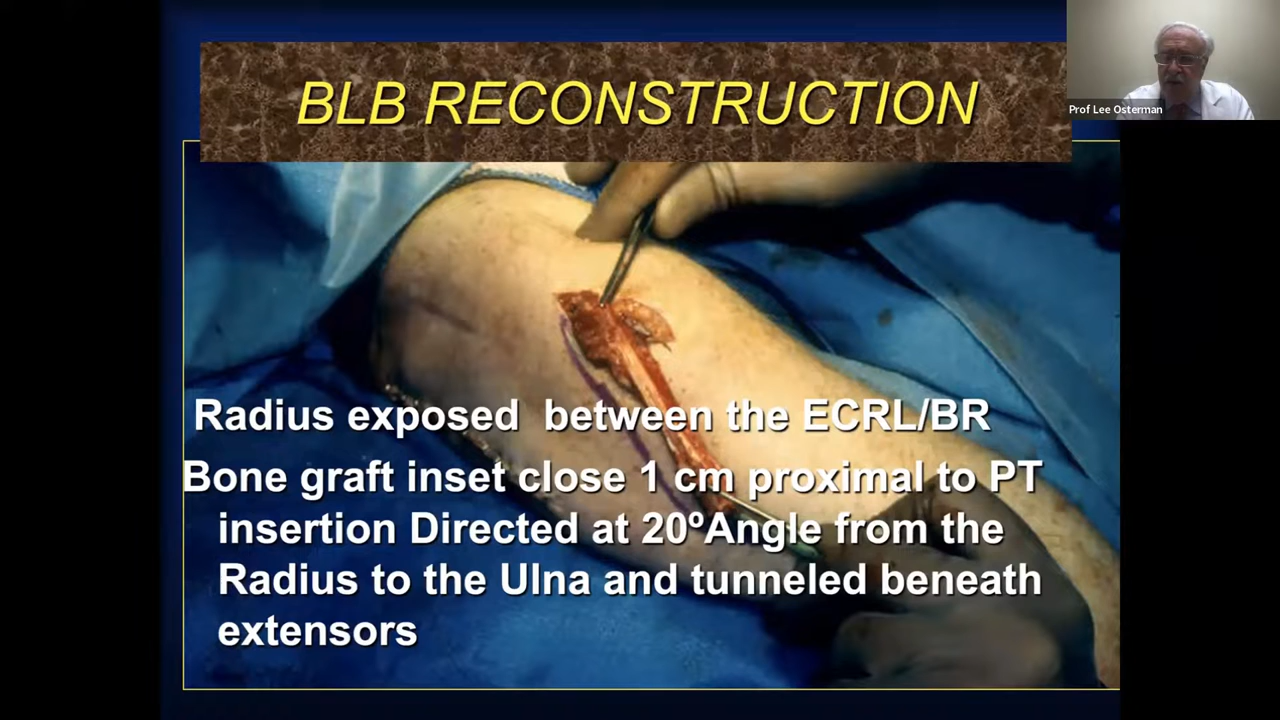 BLB RECONSTRUCTION
Prof Lee Osterman
Radius exposed between the ECRL/BR
Bone graft inset close 1 cm proximal to PT
insertion Directed at 20ºAngle from the
Radius to the Ulna and tunneled beneath
extensors